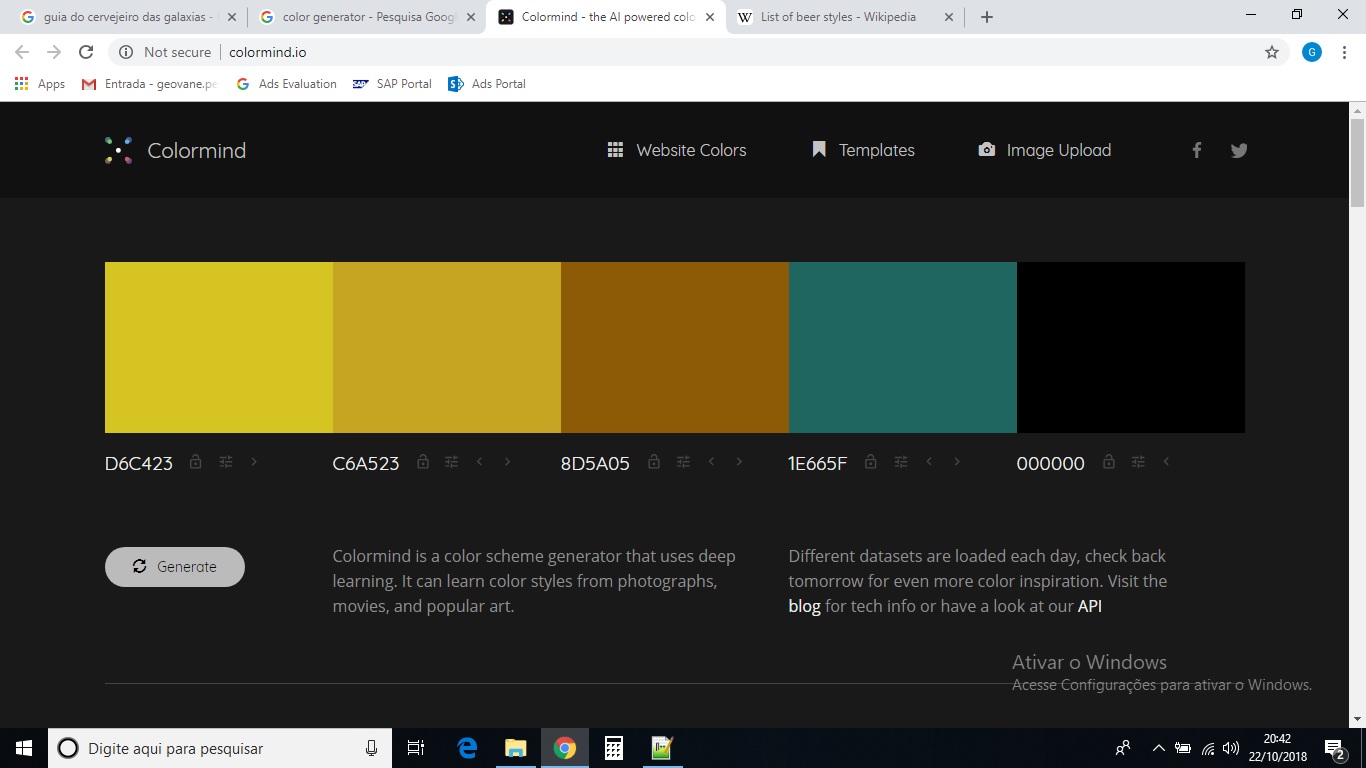 guia do cervejeiro das galaxias -
color generator - Pesquisa Goog
Colormind - the AI powered colo
List of beer styles - Wikipedia
Not secure
colormind.io
G
Apps
Entrada - geovane.pe
Ads Evaluation
SAP Portal
Ads Portal
Colormind
Website Colors
Templates
Image Upload
D6C423
C6A523
8D5A05
1E665F
000000
Generate
Colormind is a color scheme generator that uses deep
learning. It can learn color styles from photographs,
movies, and popular art.
Different datasets are loaded each day, check back
tomorrow for even more color inspiration. Visit the
blog for tech info or have a look at our API
Ativar o Windows
Acesse Configurações para ativar o Windows.
Digite aqui para pesquisar
20:42
22/10/2018
2